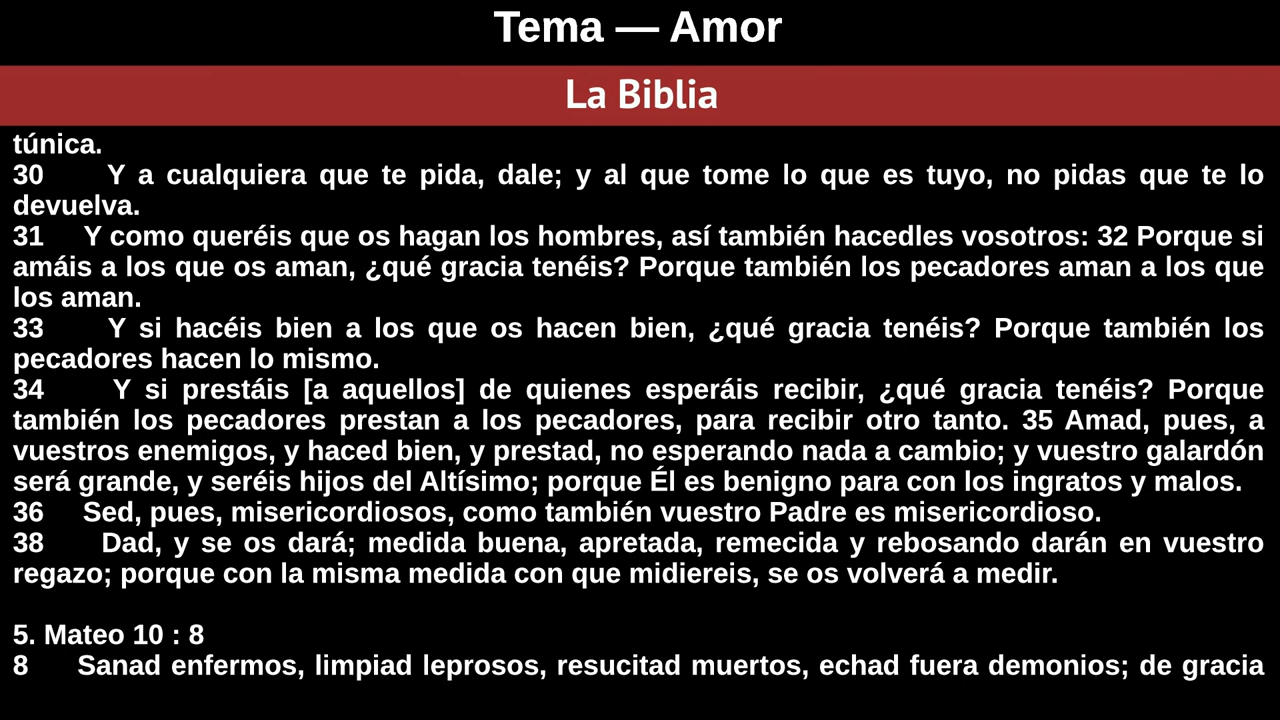 Tema — Amor
La Biblia
túnica.
30 Y a cualquiera que te pida, dale; y al que tome lo que es tuyo, no pidas que te lo
devuelva.
31 Y como queréis que os hagan los hombres, así también hacedles vosotros: 32 Porque si
amáis a los que os aman, ¿qué gracia tenéis? Porque también los pecadores aman a los que
los aman.
33 Y si hacéis bien a los que os hacen bien, ¿qué gracia tenéis? Porque también los
pecadores hacen lo mismo.
34 Y si prestáis [a aquellos] de quienes esperáis recibir, ¿qué gracia tenéis? Porque
también los pecadores prestan a los pecadores, para recibir otro tanto. 35 Amad, pues, a
vuestros enemigos, y haced bien, y prestad, no esperando nada a cambio; y vuestro galardón
será grande, y seréis hijos del Altísimo; porque Él es benigno para con los ingratos y malos.
36 Sed, pues, misericordiosos, como también vuestro Padre es misericordioso.
38 Dad, y se os dará; medida buena, apretada, remecida y rebosando darán en vuestro
regazo; porque con la misma medida con que midiereis, se os volverá a medir.
5. Mateo 10 : 8
8 Sanad enfermos, limpiad leprosos, resucitad muertos, echad fuera demonios; de gracia